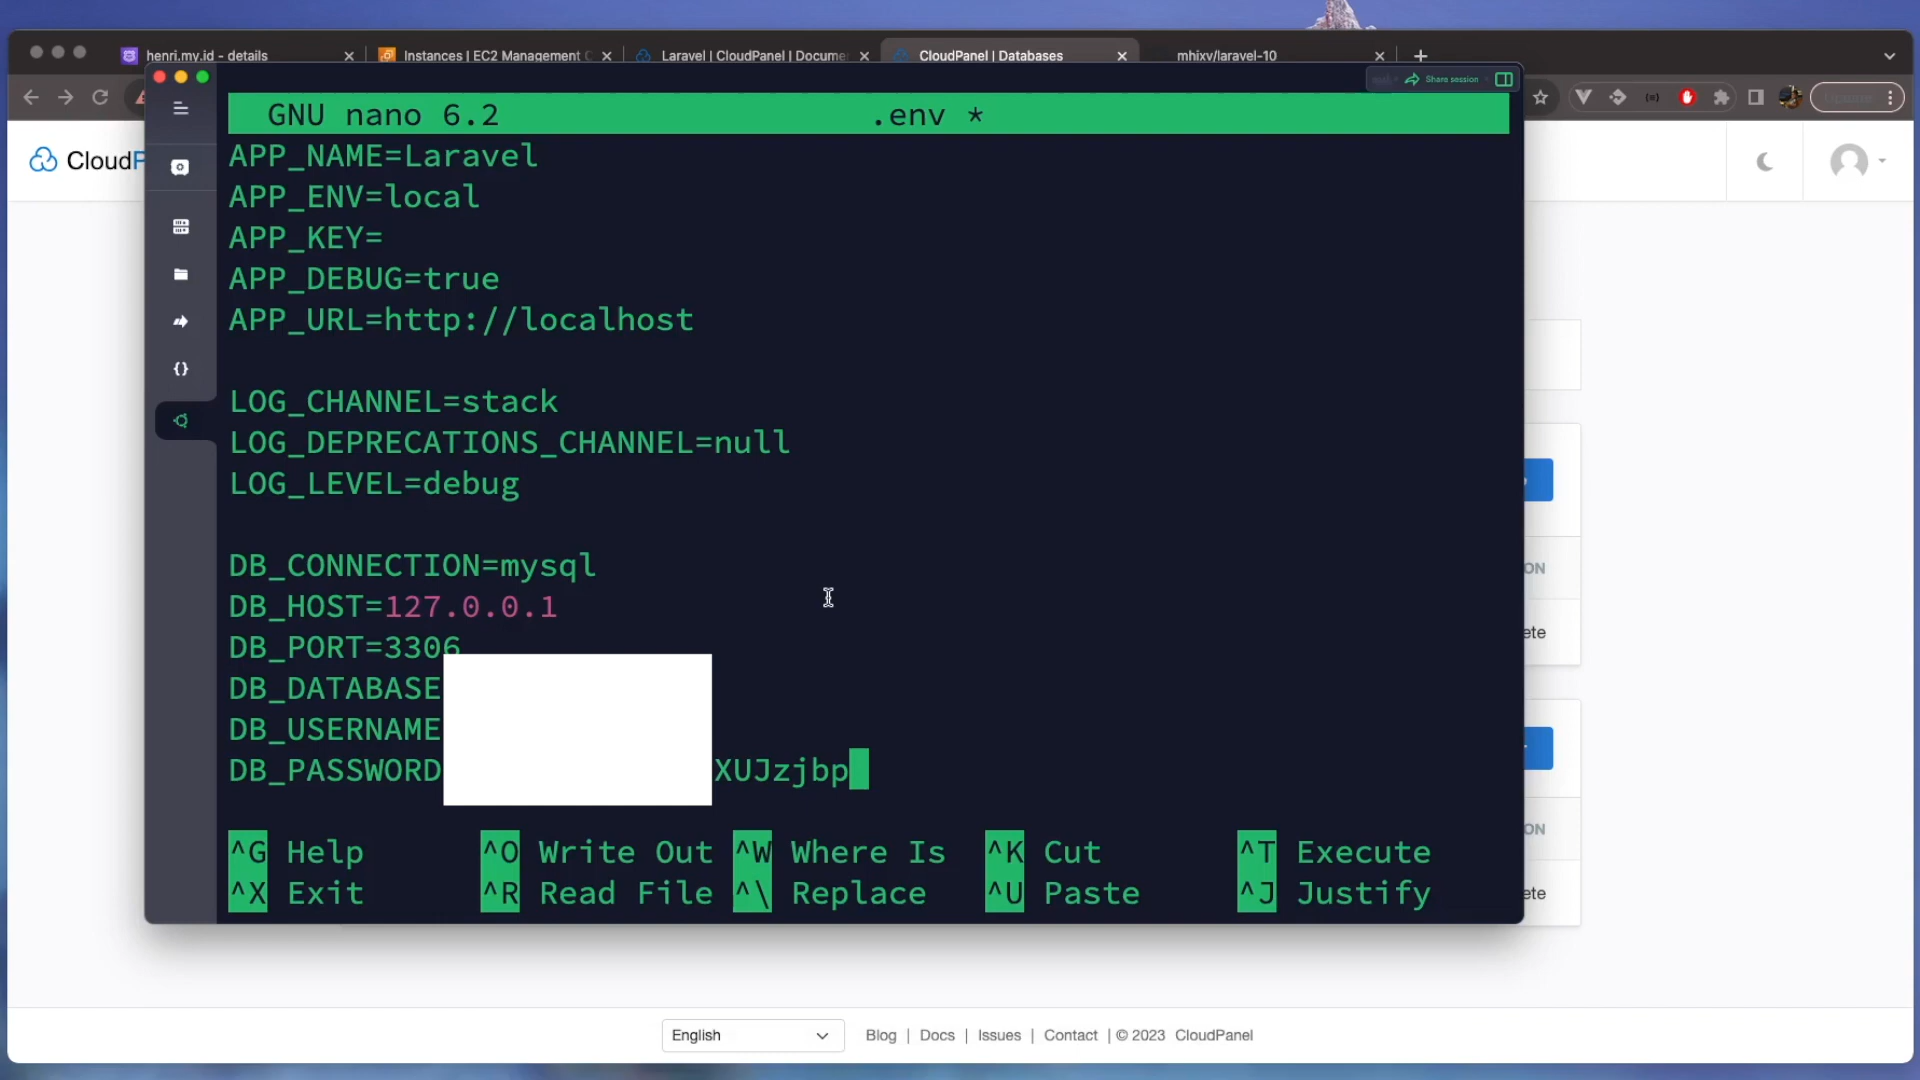 henri.my.id - details
Instances | EC2 Management C
Laravel | CloudPanel | Docume
CloudPanel | Databases
mhixv/laravel-10
Share session
CloudP
GNU nano 6.2 .env *
APP_NAME=Laravel
APP_ENV=local
APP_KEY=
APP_DEBUG=true
APP_URL=http://localhost
LOG_CHANNEL=stack
LOG_DEPRECATIONS_CHANNEL=null
LOG_LEVEL=debug
DB_CONNECTION=mysql
DB_HOST=127.0.0.1
DB_PORT=3306
DB_DATABASE
DB_USERNAME
DB_PASSWORD XUJzjbp
ON
ete
ON
ete
^G Help ^O Write Out ^W Where Is ^K Cut ^T Execute
^X Exit ^R Read File ^\ Replace ^U Paste ^J Justify
English Blog | Docs | Issues | Contact | © 2023 CloudPanel